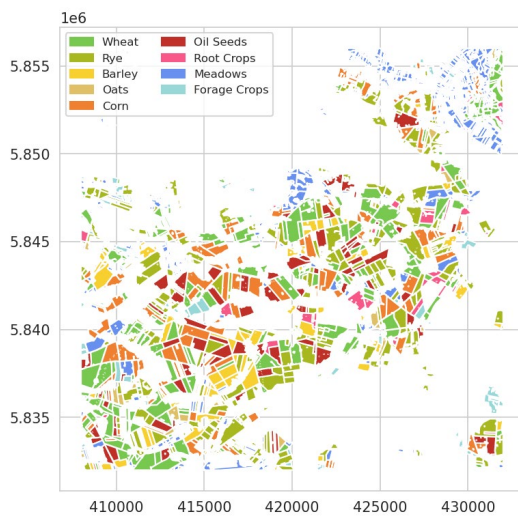 1e6
5.855
5.850
5.845
5.840
5.835
Wheat
Rye
Barley
Oats
Corn
Oil Seeds
Root Crops
Meadows
Forage Crops
410000 415000 420000 425000 430000